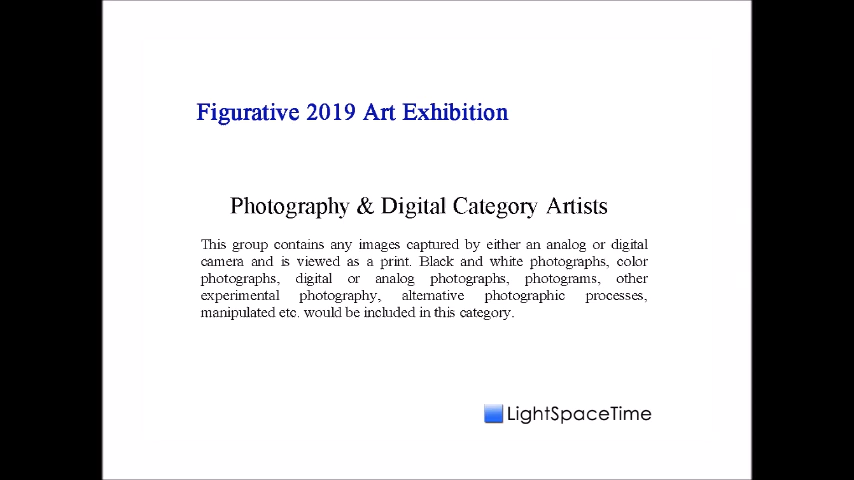 Figurative 2019 Art Exhibition
Photography & Digital Category Artists
This group contains any images captured by either an analog or digital
camera and is viewed as a print. Black and white photographs, color
photographs, digital or analog photographs, photograms, other
experimental photography, alternative photographic processes,
manipulated etc. would be included in this category.
LightSpaceTime